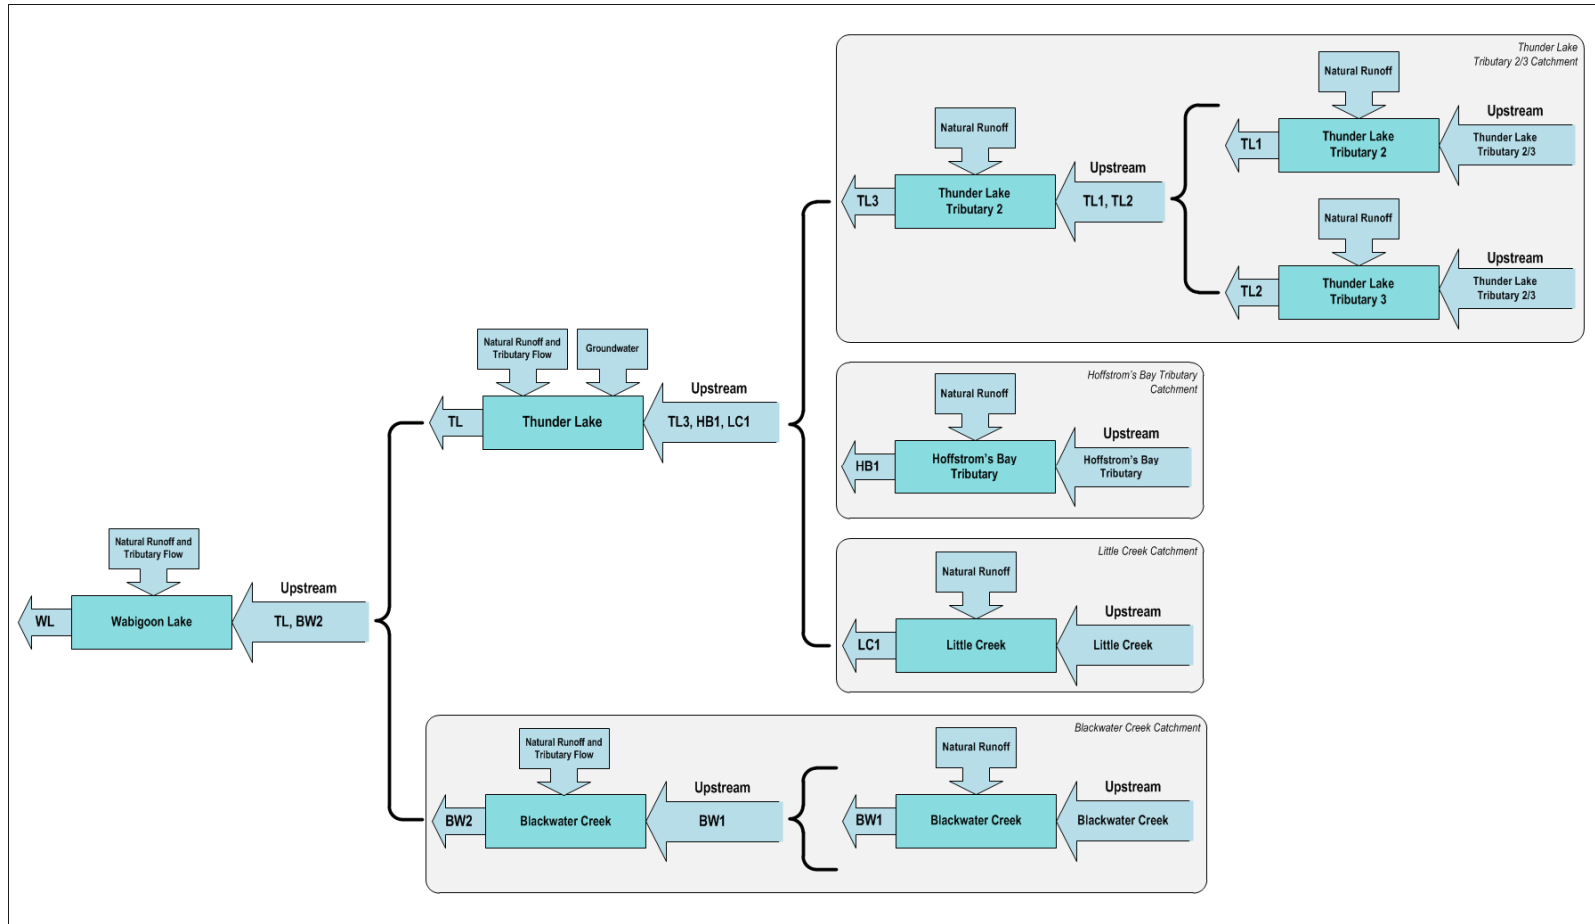 Thunder Lake
Tributary 2/3 Catchment
Natural Runoff
Upstream
TL1
Thunder Lake
Tributary 2
Thunder Lake
Tributary 2/3
Natural Runoff
Upstream
TL3
Thunder Lake
Tributary 2
TL1, TL2
Natural Runoff
Upstream
TL2
Thunder Lake
Tributary 3
Thunder Lake
Tributary 2/3
Natural Runoff and
Tributary Flow
Groundwater
Upstream
TL
Thunder Lake
TL3, HB1, LC1
Hoffstrom's Bay Tributary
Catchment
Natural Runoff
Upstream
HB1
Hoffstrom's Bay
Tributary
Hoffstrom's Bay
Tributary
Little Creek Catchment
Natural Runoff
Upstream
LC1
Little Creek
Little Creek
Natural Runoff and
Tributary Flow
Upstream
WL
Wabigoon Lake
TL, BW2
Blackwater Creek Catchment
Natural Runoff and
Tributary Flow
Upstream
BW2
Blackwater Creek
BW1
Natural Runoff
Upstream
BW1
Blackwater Creek
Blackwater Creek